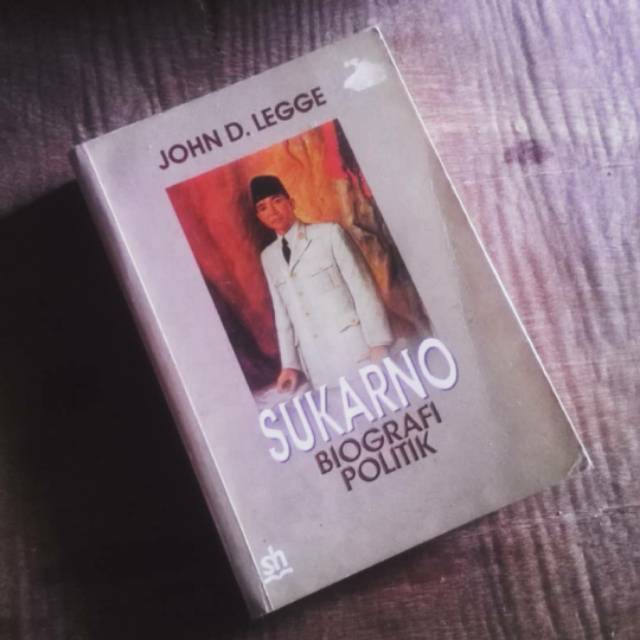 JOHN D. LEGGE
SUKARNO
BIOGRAFI
POLITIK
sh